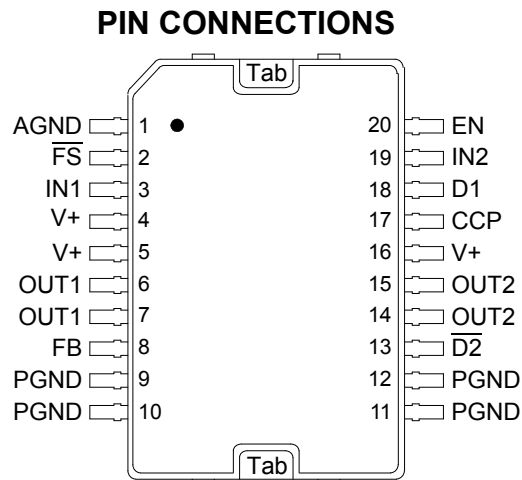 PIN CONNECTIONS
Tab
AGND 1 20 EN
F̅S̅ 2 19 IN2
IN1 3 18 D1
V+ 4 17 CCP
V+ 5 16 V+
OUT1 6 15 OUT2
OUT1 7 14 OUT2
FB 8 13 D̅2̅
PGND 9 12 PGND
PGND 10 11 PGND
Tab